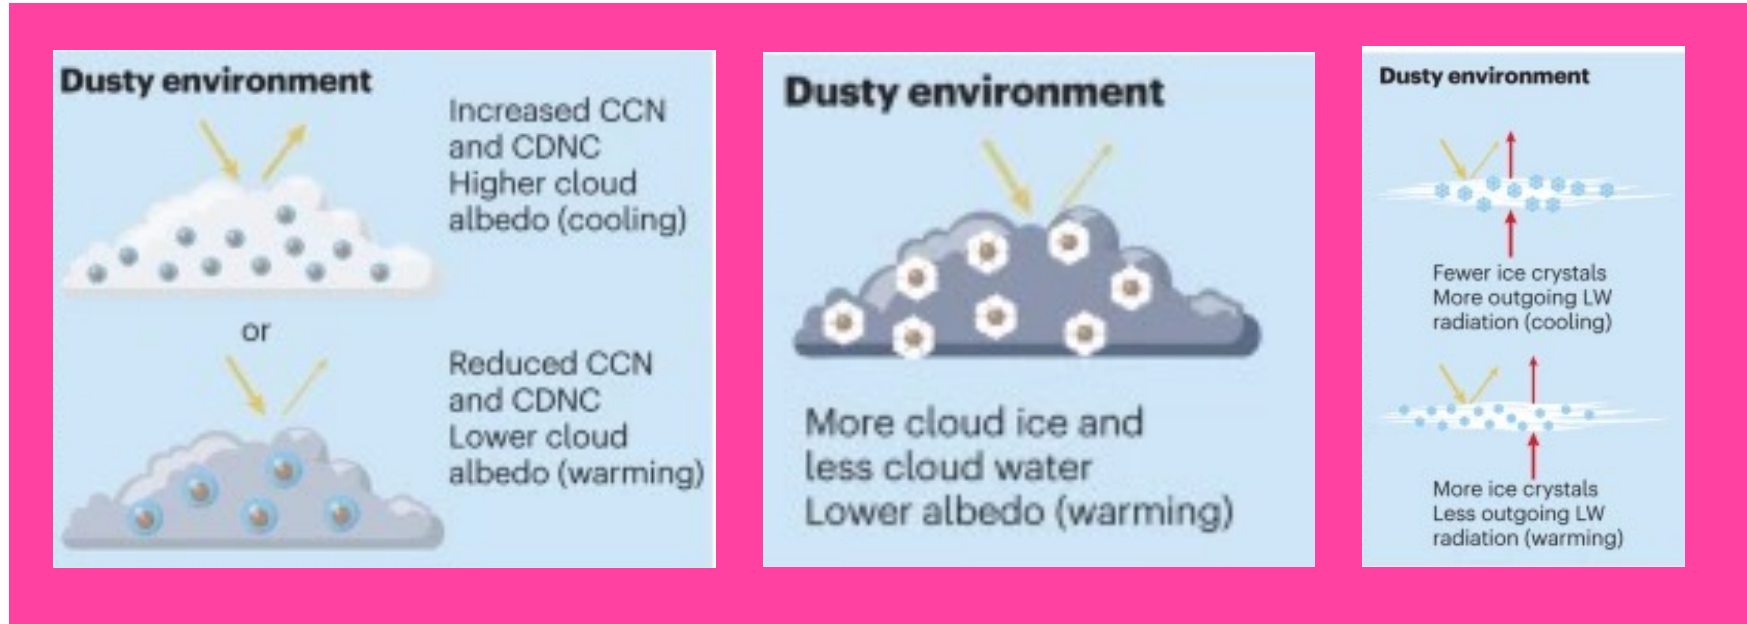 Dusty environment
Increased CCN
and CDNC
Higher cloud
albedo (cooling)
or
Reduced CCN
and CDNC
Lower cloud
albedo (warming)
Dusty environment
More cloud ice and
less cloud water
Lower albedo (warming)
Dusty environment
Fewer ice crystals
More outgoing LW
radiation (cooling)
More ice crystals
Less outgoing LW
radiation (warming)